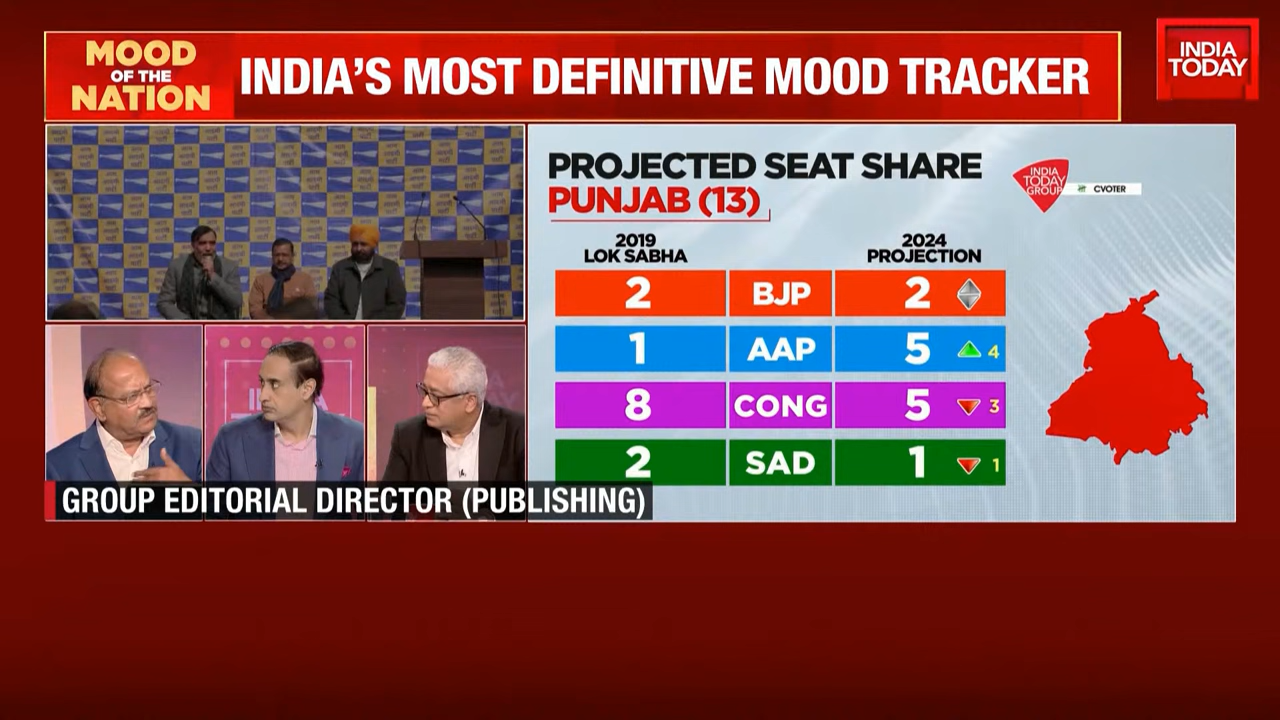 MOOD
OF THE
NATION
INDIA'S MOST DEFINITIVE MOOD TRACKER
INDIA
TODAY
PROJECTED SEAT SHARE
PUNJAB (13)
INDIA
TODAY
GROUP
CVOTER
2019
LOK SABHA
2024
PROJECTION
2 BJP 2
1 AAP 5 4
8 CONG 5 3
2 SAD 1 1
GROUP EDITORIAL DIRECTOR (PUBLISHING)